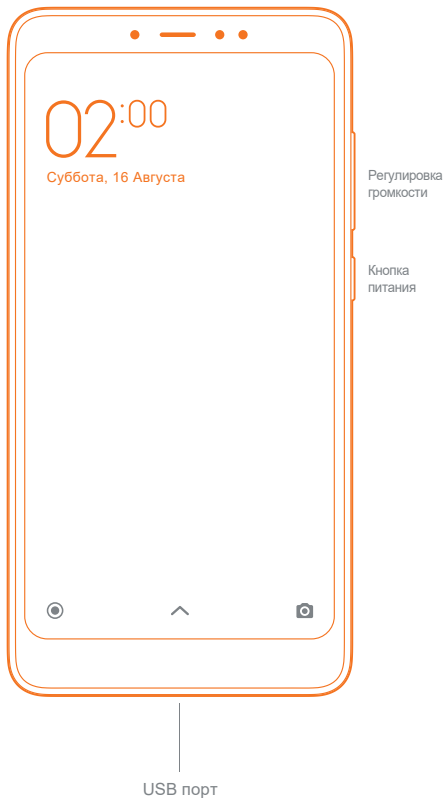 02:00
Суббота, 16 Августа
Регулировка
громкости
Кнопка
питания
USB порт